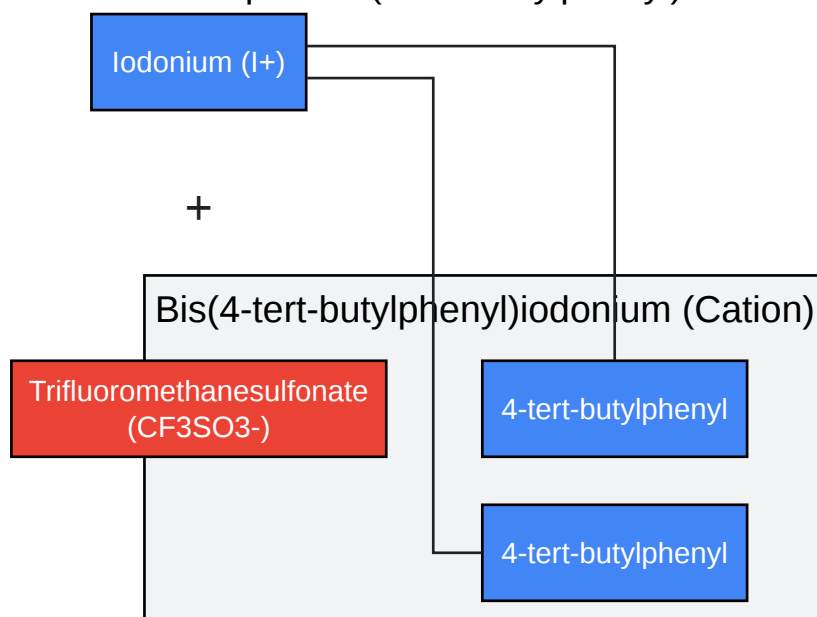 Iodonium (I+)
+
Bis(4-tert-butylphenyl)iodonium (Cation)
Trifluoromethanesulfonate
(CF3SO3-)
4-tert-butylphenyl
4-tert-butylphenyl